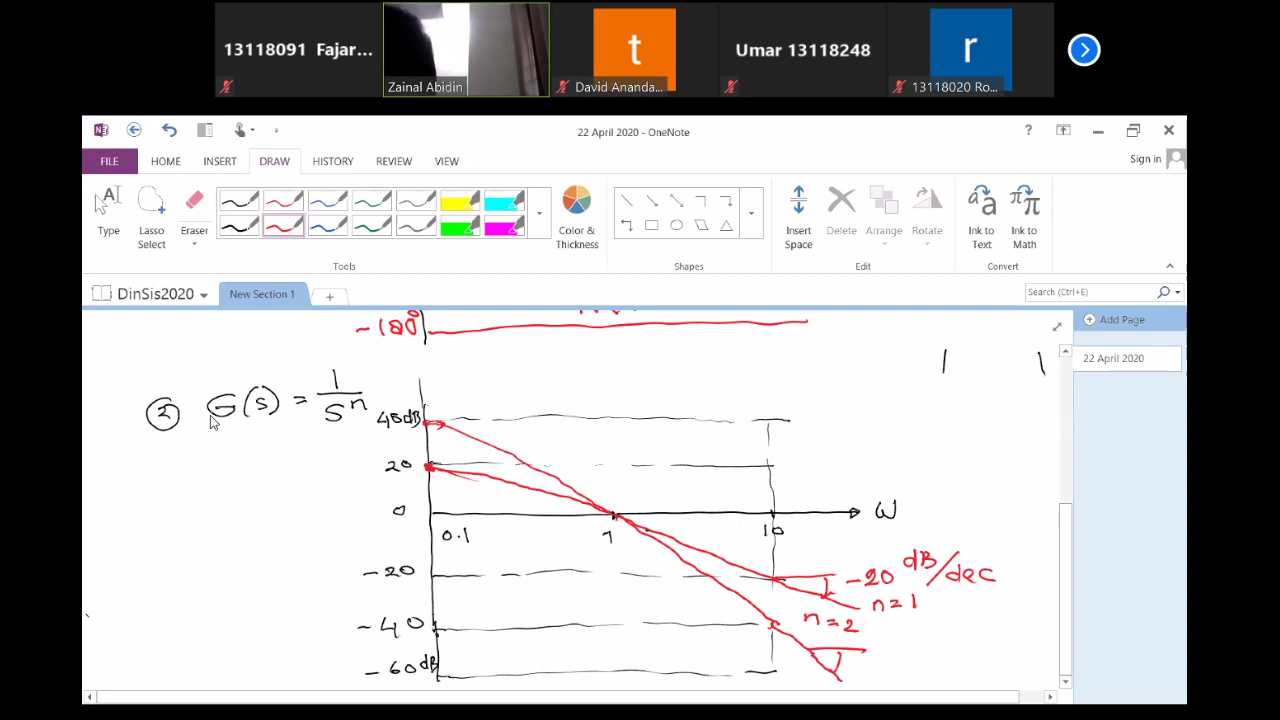 13118091 Fajar...
Zainal Abidin
t
David Ananda...
Umar 13118248
r
13118020 Ro...
22 April 2020 - OneNote
?
FILE
HOME
INSERT
DRAW
HISTORY
REVIEW
VIEW
Sign in
Type
Lasso Select
Eraser
Color & Thickness
Insert Space
Delete
Arrange
Rotate
Ink to Text
Ink to Math
Tools
Shapes
Edit
Convert
DinSis2020
New Section 1
Search (Ctrl+E)
Add Page
22 April 2020
-180°
② G(s) = 1/s^n
40dB
20
0
0.1
1
10
ω
-20
-40
-60dB
-20 dB/dec
n=1
n=2